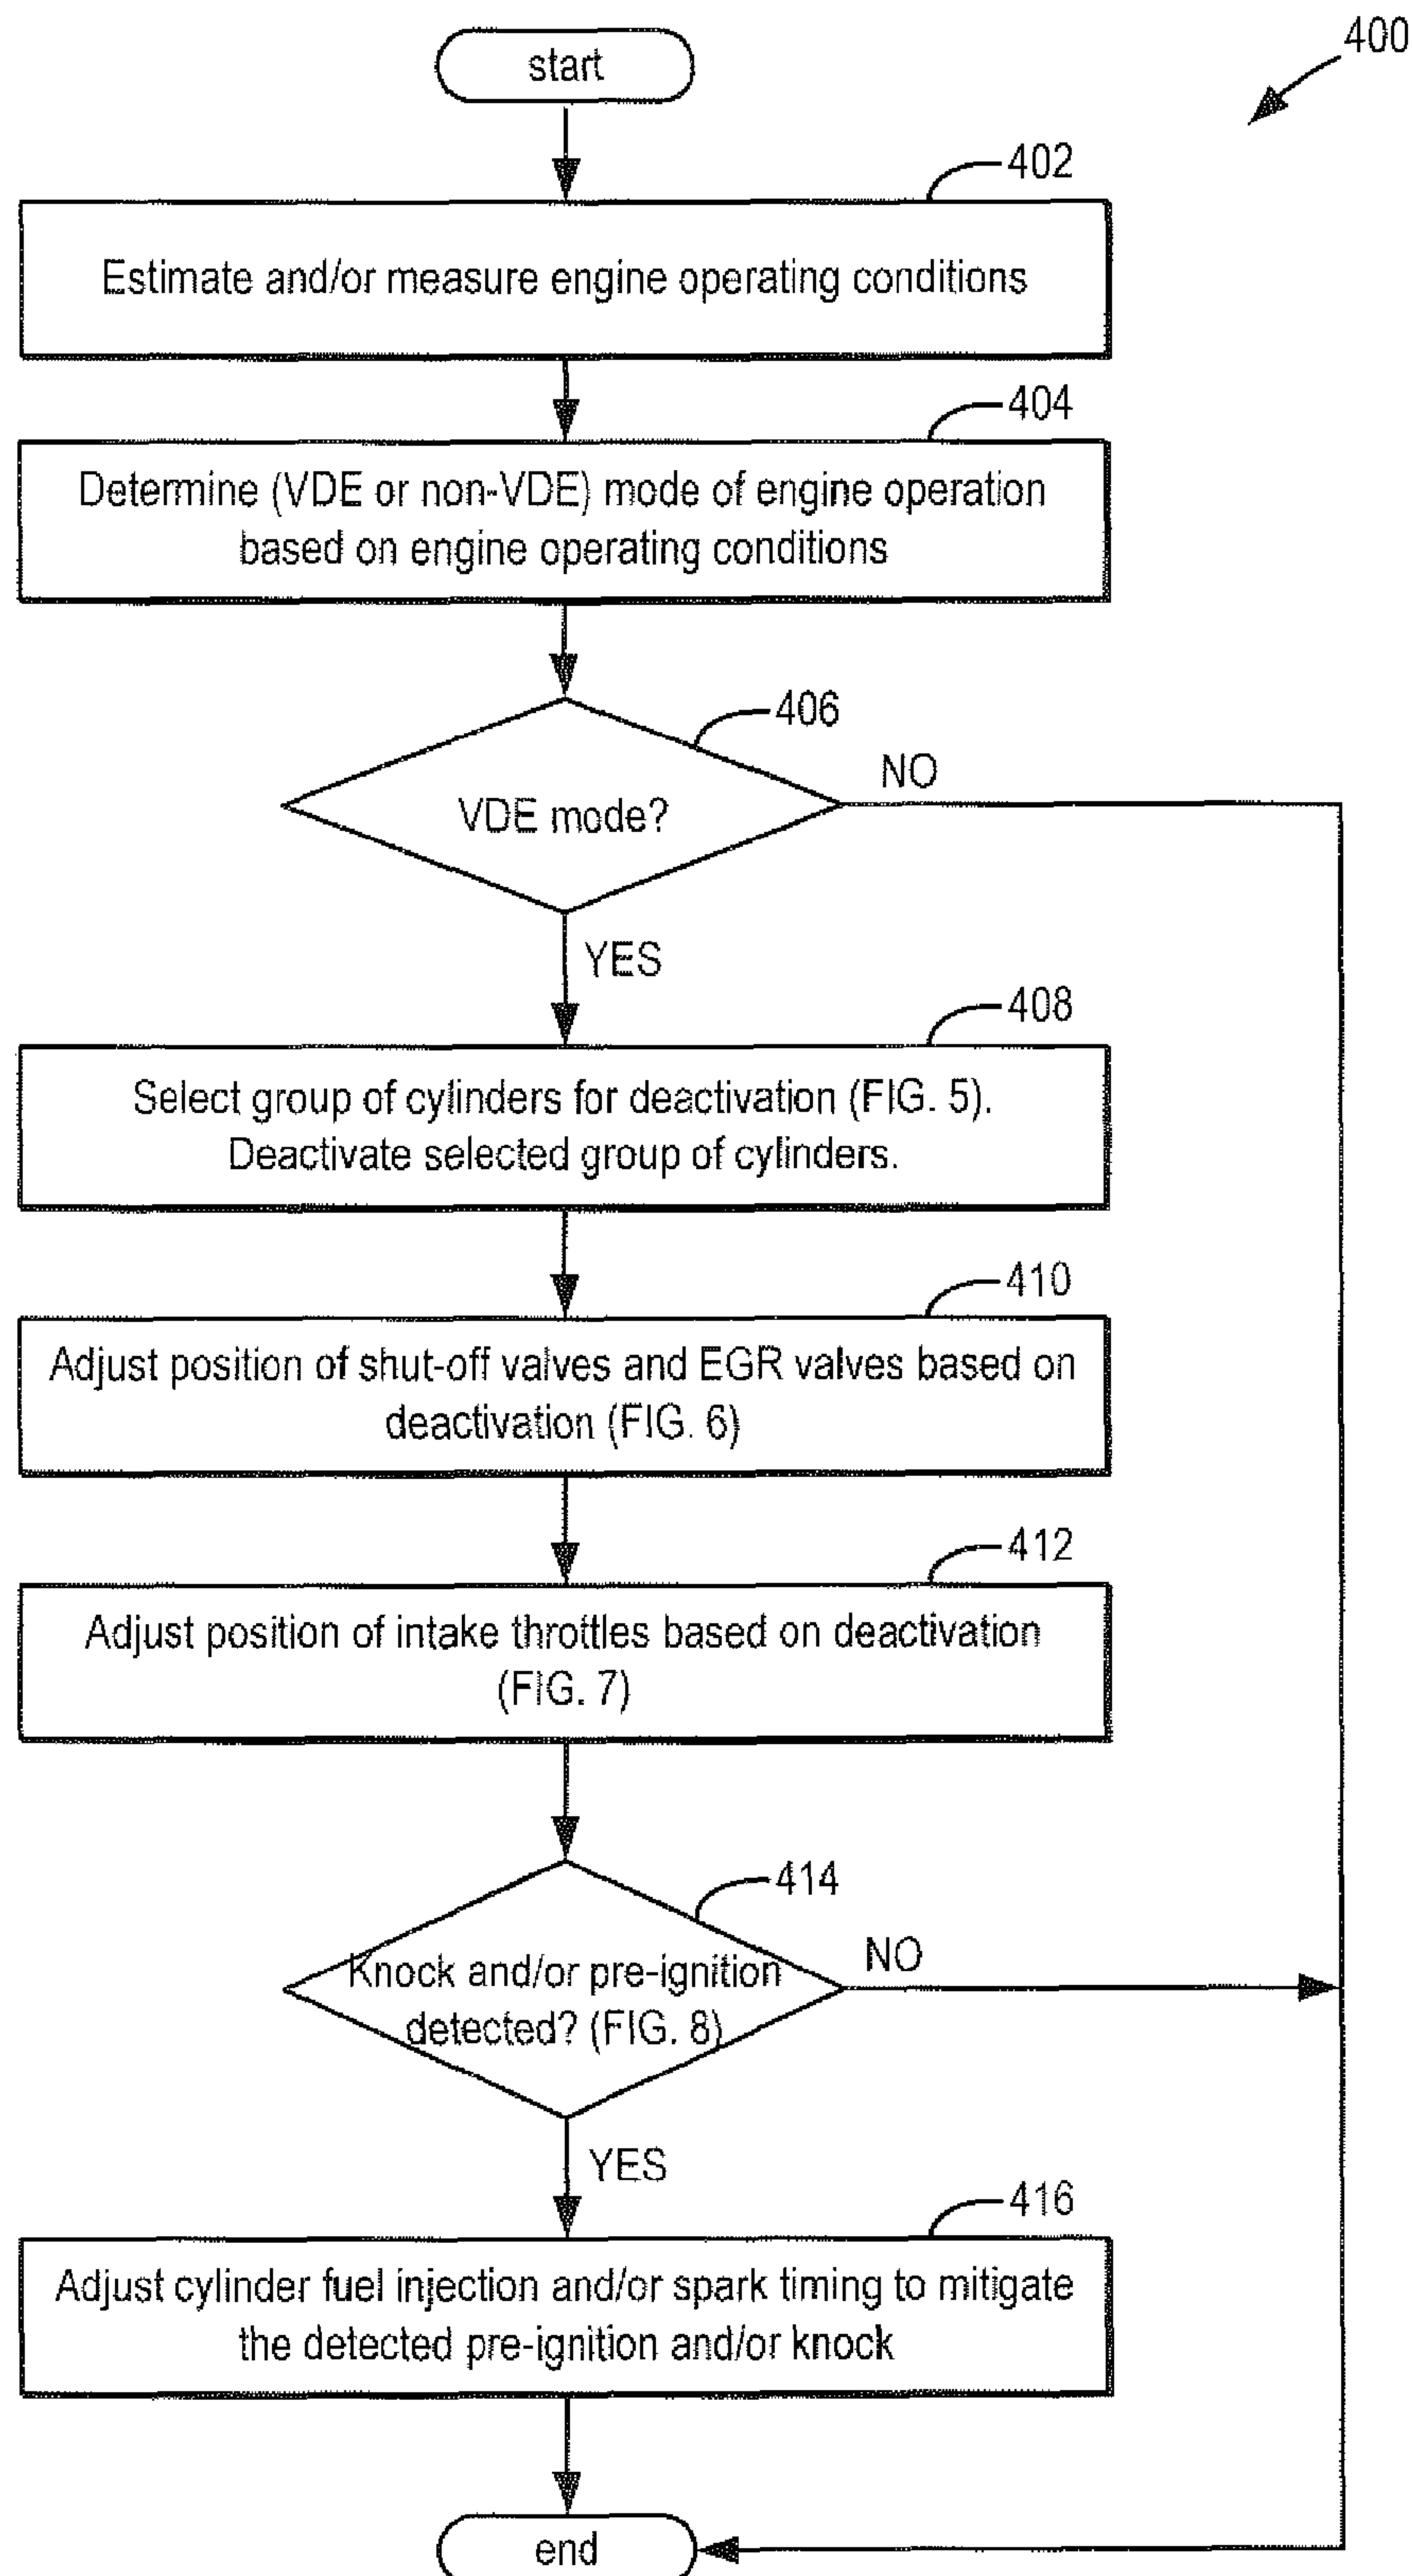 400
start
402
Estimate and/or measure engine operating conditions
404
Determine (VDE or non-VDE) mode of engine operation
based on engine operating conditions
406
NO
VDE mode?
YES
408
Select group of cylinders for deactivation (FIG. 5).
Deactivate selected group of cylinders.
410
Adjust position of shut-off valves and EGR valves based on
deactivation (FIG. 6)
412
Adjust position of intake throttles based on deactivation
(FIG. 7)
414
NO
Knock and/or pre-ignition
detected? (FIG. 8)
YES
416
Adjust cylinder fuel injection and/or spark timing to mitigate
the detected pre-ignition and/or knock
end